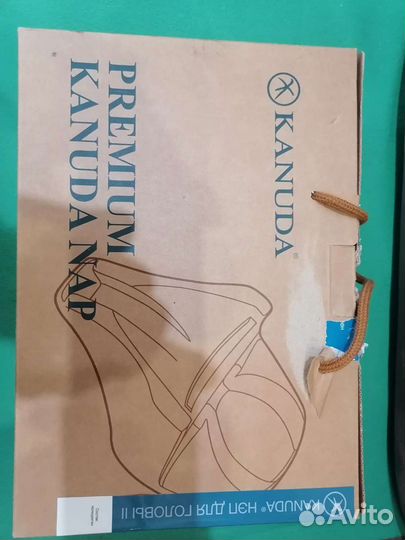 KANUDA®
PREMIUM
KANUDA NAP
KANUDA® НЭП ДЛЯ ГОЛОВЫ II
Avito